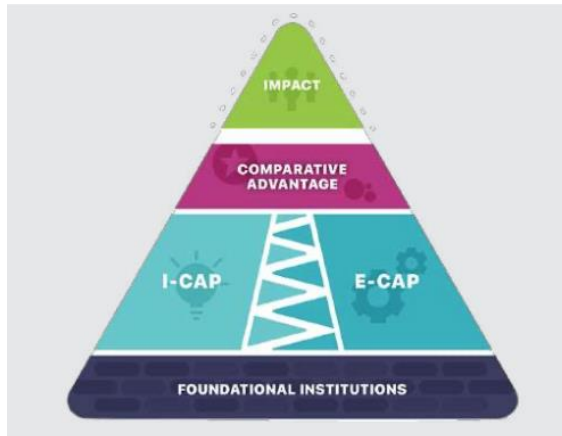 IMPACT
COMPARATIVE
ADVANTAGE
I-CAP
E-CAP
FOUNDATIONAL INSTITUTIONS